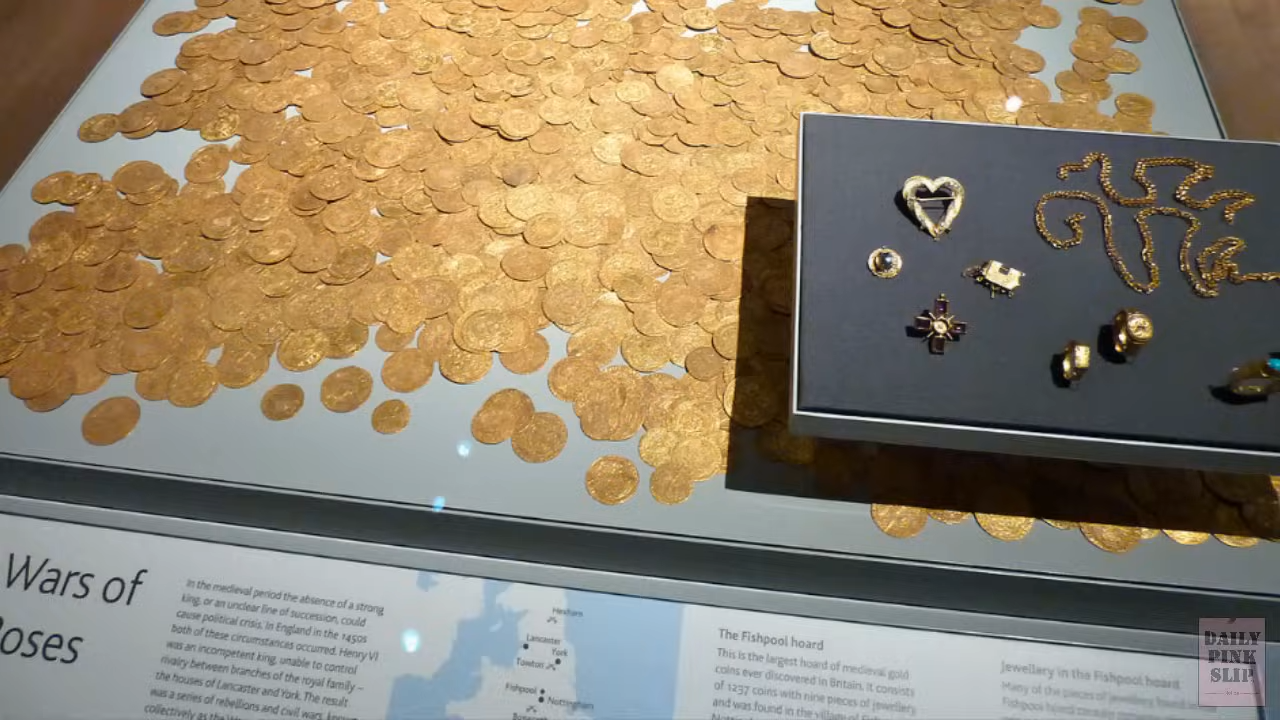 Wars of
Roses
In the medieval period the absence of a strong
king, or an unclear line of succession, could
cause political crisis. In England in the 1450s
both of these circumstances occurred. Henry VI
was an incompetent king, unable to control
rivalry between branches of the royal family –
the houses of Lancaster and York. The result
was a series of rebellions and civil wars, known
collectively as the
Hexham
Lancaster
York
Towton
Fishpool
Nottingham
The Fishpool hoard
This is the largest hoard of medieval gold
coins ever discovered in Britain. It consists
of 1237 coins with nine pieces of jewellery
and was found in the village of
Jewellery in the Fishpool hoard
Many of the pieces of jewellery found
DAILY
PINK
SLIP